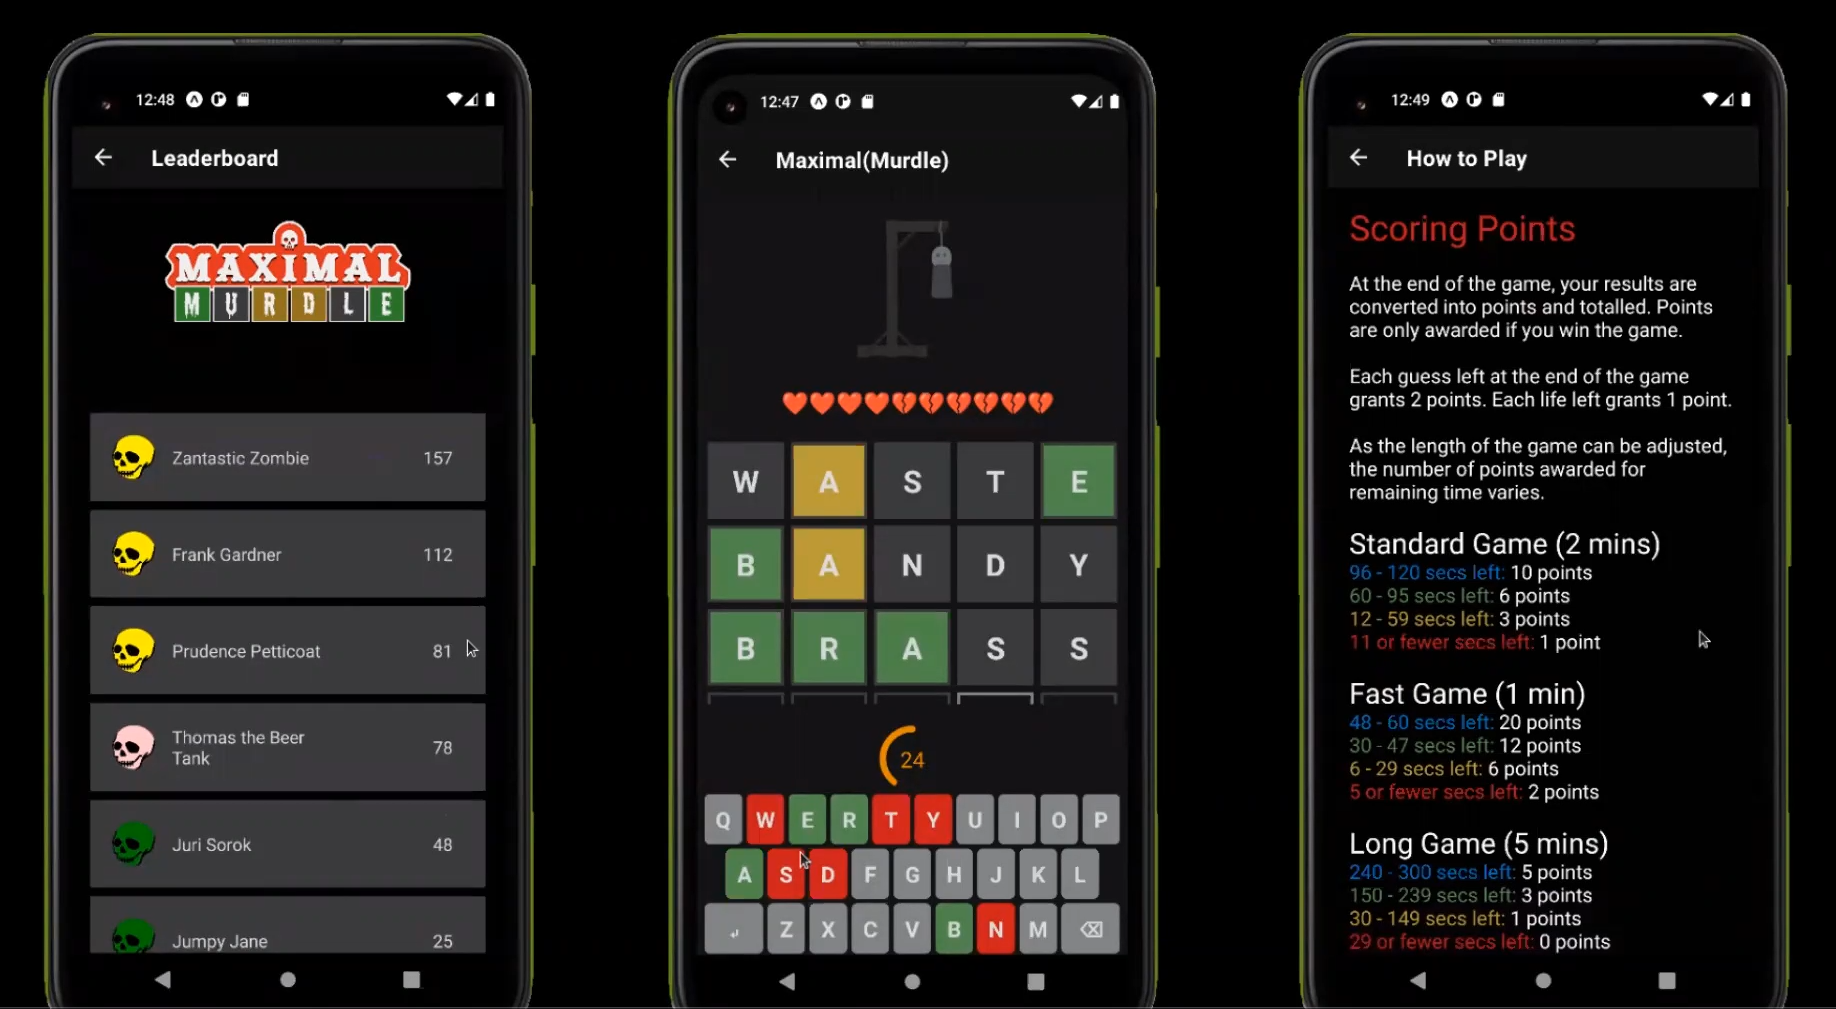 12:48
Leaderboard
MAXIMAL
MURDLE
Zantastic Zombie 157
Frank Gardner 112
Prudence Petticoat 81
Thomas the Beer
Tank
78
Juri Sorok 48
Jumpy Jane 25
12:47
Maximal(Murdle)
W A S T E
B A N D Y
B R A S S
24
Q W E R T Y U I O P
A S D F G H J K L
Z X C V B N M
12:49
How to Play
Scoring Points
At the end of the game, your results are
converted into points and totalled. Points
are only awarded if you win the game.
Each guess left at the end of the game
grants 2 points. Each life left grants 1 point.
As the length of the game can be adjusted,
the number of points awarded for
remaining time varies.
Standard Game (2 mins)
96 - 120 secs left: 10 points
60 - 95 secs left: 6 points
12 - 59 secs left: 3 points
11 or fewer secs left: 1 point
Fast Game (1 min)
48 - 60 secs left: 20 points
30 - 47 secs left: 12 points
6 - 29 secs left: 6 points
5 or fewer secs left: 2 points
Long Game (5 mins)
240 - 300 secs left: 5 points
150 - 239 secs left: 3 points
30 - 149 secs left: 1 points
29 or fewer secs left: 0 points